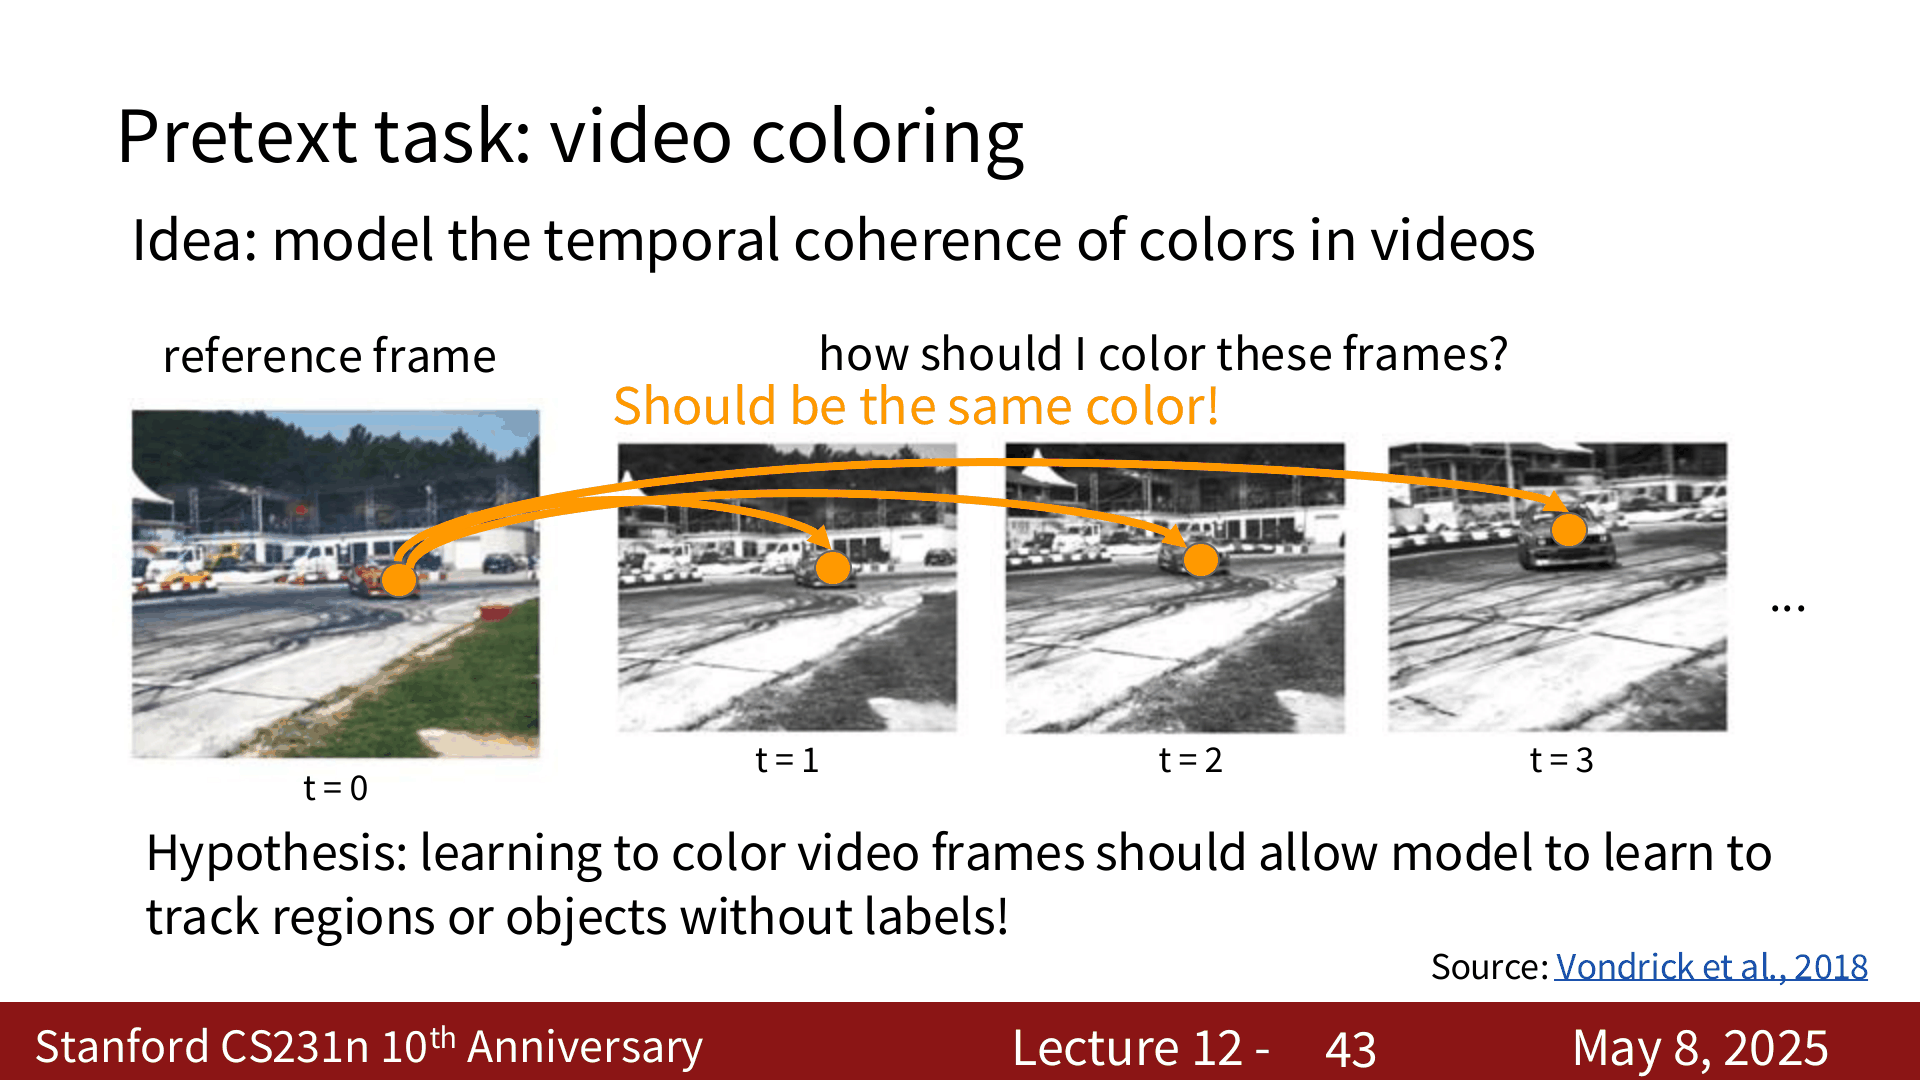 Pretext task: video coloring
Idea: model the temporal coherence of colors in videos
reference frame
how should I color these frames?
Should be the same color!
t = 0
t = 1
t = 2
t = 3
...
Hypothesis: learning to color video frames should allow model to learn to
track regions or objects without labels!
Source: Vondrick et al., 2018
Stanford CS231n 10th Anniversary
Lecture 12 - 43
May 8, 2025